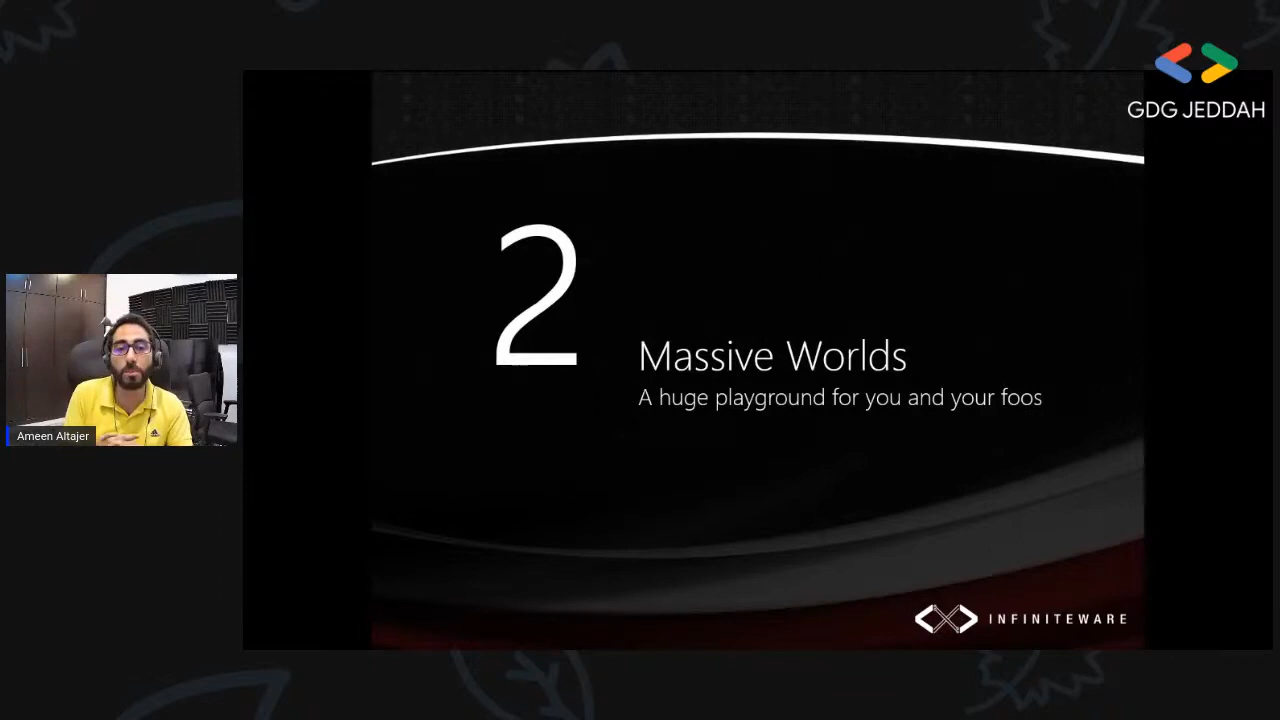 GDG JEDDAH
2
Massive Worlds
A huge playground for you and your foos
Ameen Altajer
INFINITEWARE